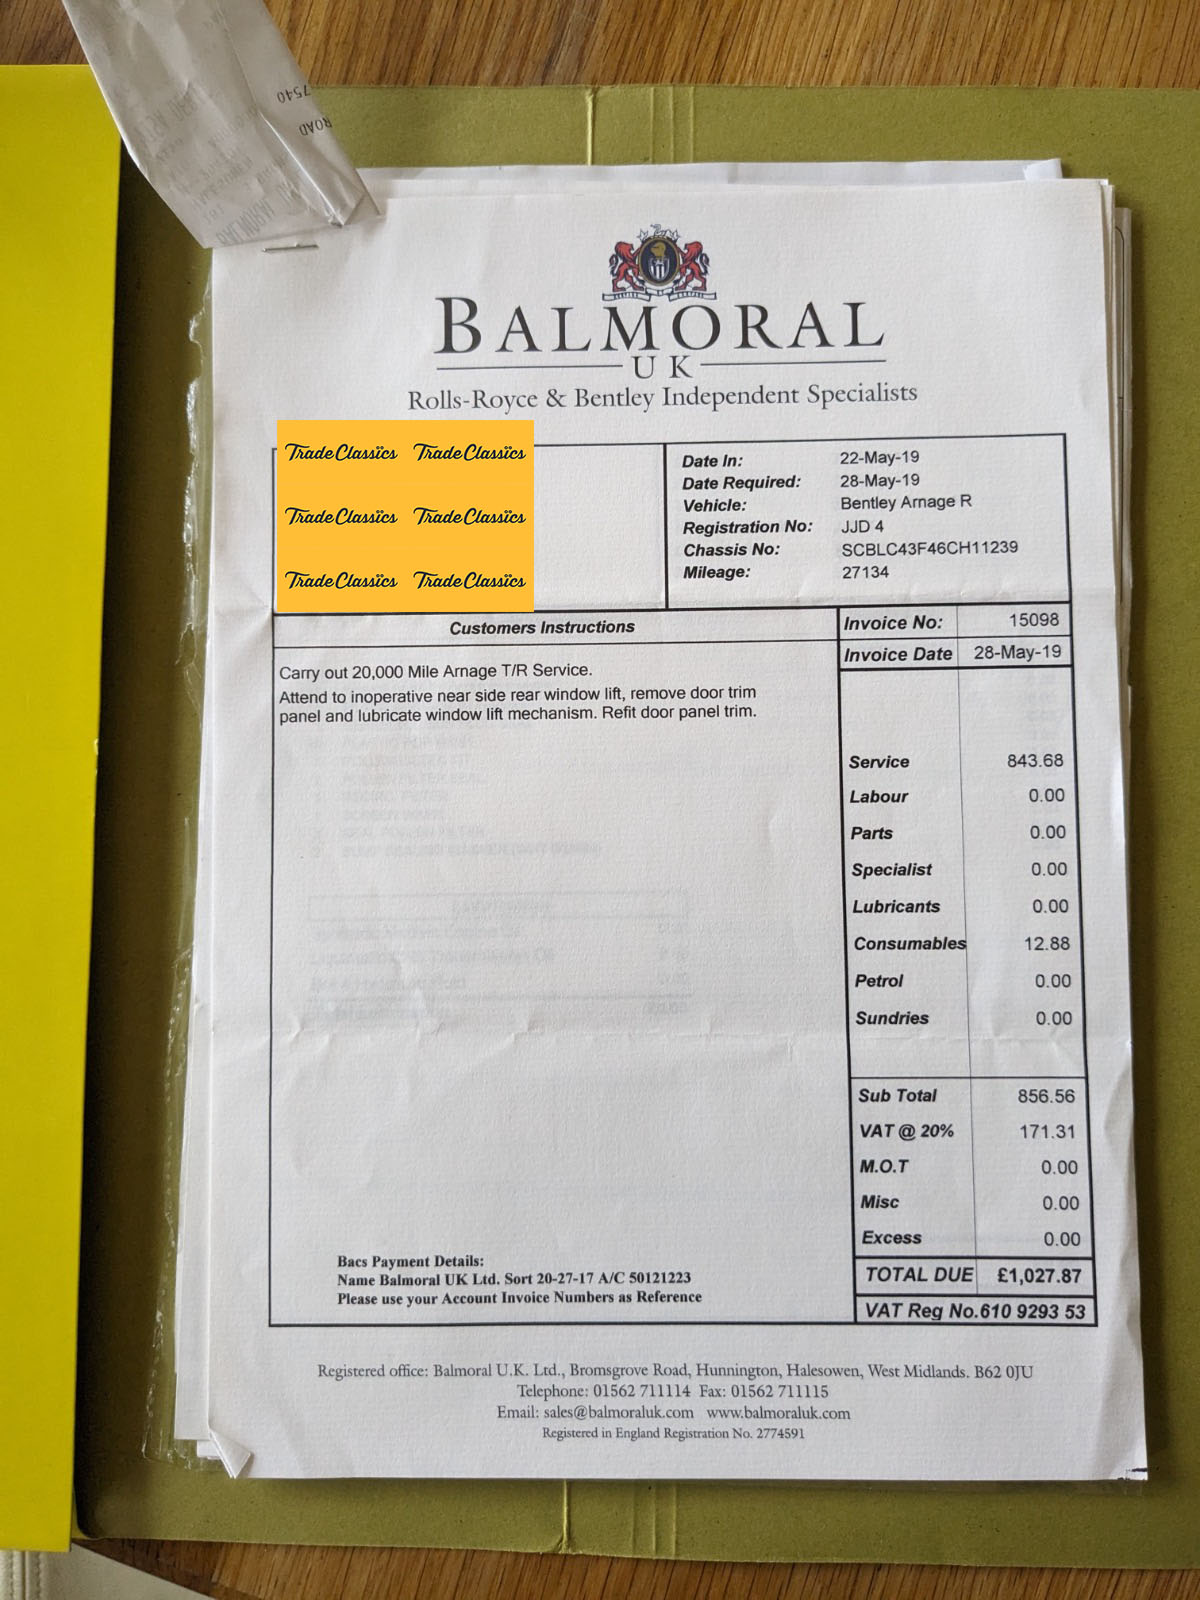 7540
ROAD
BALMORAL
UK
Rolls-Royce & Bentley Independent Specialists
TradeClassics TradeClassics
TradeClassics TradeClassics
TradeClassics TradeClassics
Date In: 22-May-19
Date Required: 28-May-19
Vehicle: Bentley Arnage R
Registration No: JJD 4
Chassis No: SCBLC43F46CH11239
Mileage: 27134
Customers Instructions
Invoice No: 15098
Invoice Date 28-May-19
Carry out 20,000 Mile Arnage T/R Service.
Attend to inoperative near side rear window lift, remove door trim
panel and lubricate window lift mechanism. Refit door panel trim.
Service 843.68
Labour 0.00
Parts 0.00
Specialist 0.00
Lubricants 0.00
Consumables 12.88
Petrol 0.00
Sundries 0.00
Sub Total 856.56
VAT @ 20% 171.31
M.O.T 0.00
Misc 0.00
Excess 0.00
TOTAL DUE £1,027.87
VAT Reg No.610 9293 53
Bacs Payment Details:
Name Balmoral UK Ltd. Sort 20-27-17 A/C 50121223
Please use your Account Invoice Numbers as Reference
Registered office: Balmoral U.K. Ltd., Bromsgrove Road, Hunnington, Halesowen, West Midlands. B62 0JU
Telephone: 01562 711114 Fax: 01562 711115
Email: sales@balmoraluk.com www.balmoraluk.com
Registered in England Registration No. 2774591